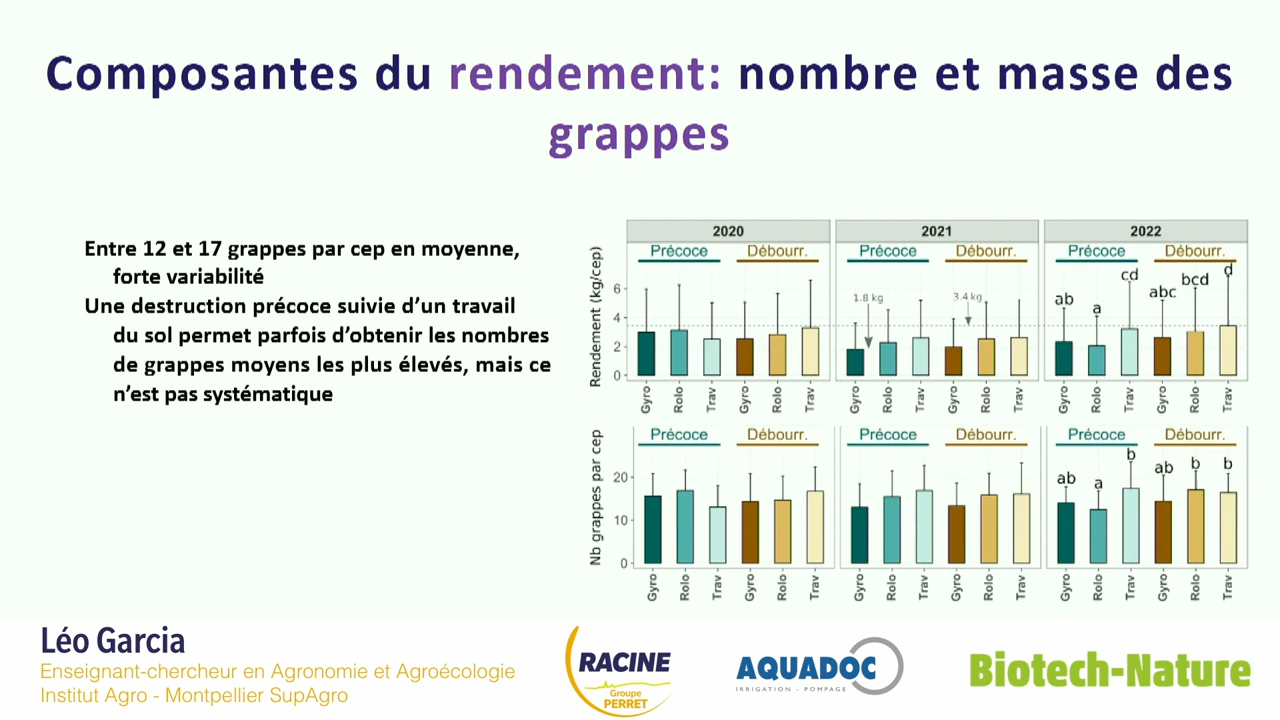 Composantes du rendement: nombre et masse des
grappes
Entre 12 et 17 grappes par cep en moyenne,
forte variabilité
Une destruction précoce suivie d'un travail
du sol permet parfois d'obtenir les nombres
de grappes moyens les plus élevés, mais ce
n'est pas systématique
2020
2021
2022
Précoce
Débourr.
Précoce
Débourr.
Précoce
Débourr.
Rendement (kg/cep)
6
4
2
0
1.8 kg
3.4 kg
ab
a
cd
abc
bcd
d
Gyro
Rolo
Trav
Gyro
Rolo
Trav
Gyro
Rolo
Trav
Gyro
Rolo
Trav
Gyro
Rolo
Trav
Gyro
Rolo
Trav
Précoce
Débourr.
Précoce
Débourr.
Précoce
Débourr.
Nb grappes par cep
20
10
0
ab
a
b
ab
b
b
Gyro
Rolo
Trav
Gyro
Rolo
Trav
Gyro
Rolo
Trav
Gyro
Rolo
Trav
Gyro
Rolo
Trav
Gyro
Rolo
Trav
Léo Garcia
Enseignant-chercheur en Agronomie et Agroécologie
Institut Agro - Montpellier SupAgro
RACINE
Groupe
PERRET
AQUADOC
IRRIGATION - POMPAGE
Biotech-Nature